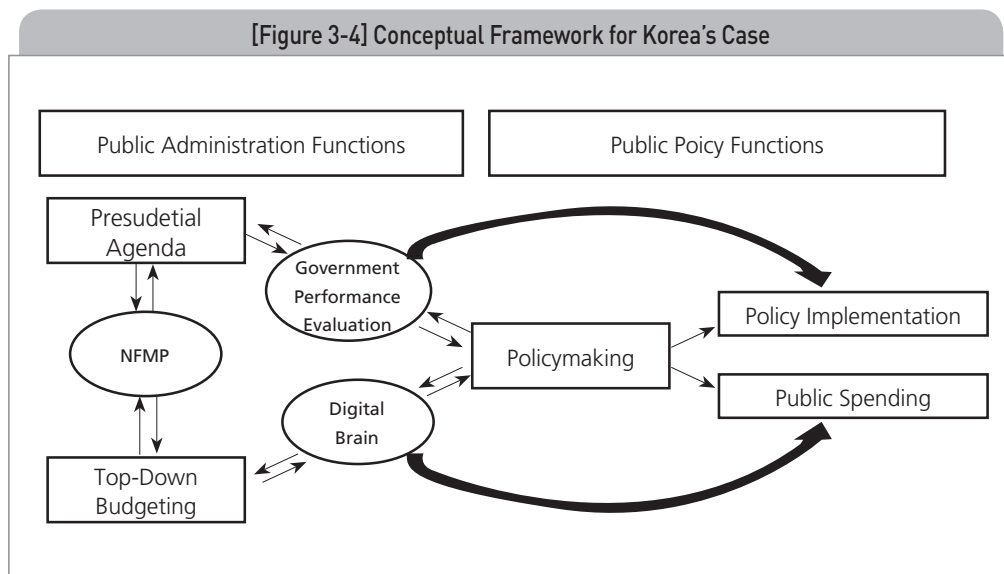 [Figure 3-4] Conceptual Framework for Korea's Case
Public Administration Functions
Public Poicy Functions
Presudetial
Agenda
Government
Performance
Evaluation
NFMP
Policymaking
Policy Implementation
Public Spending
Digital
Brain
Top-Down
Budgeting